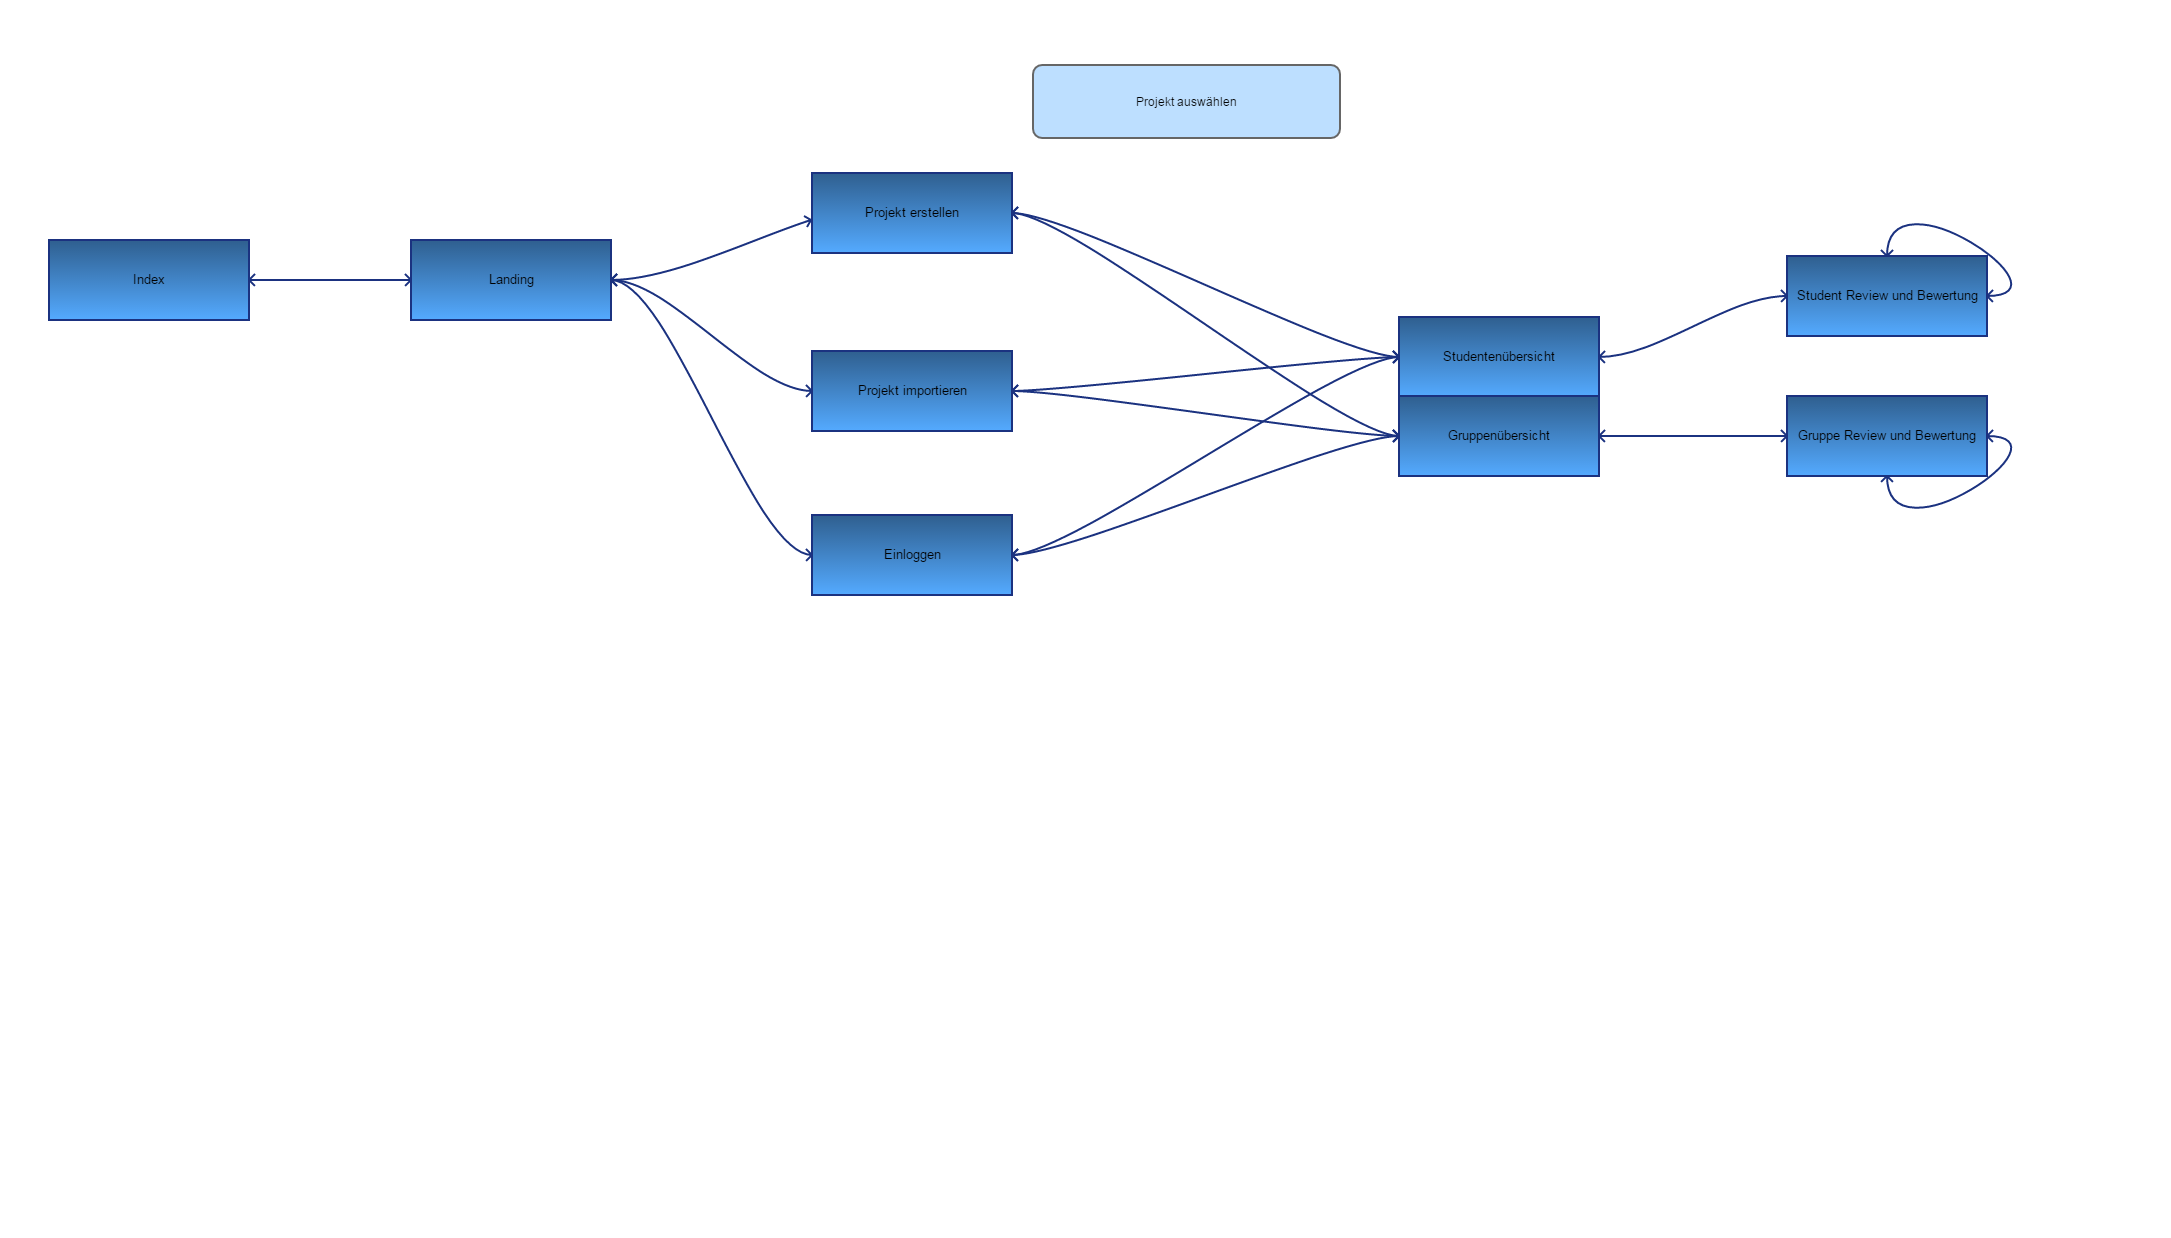 Projekt auswählen
Projekt erstellen
Index
Landing
Student Review und Bewertung
Studentenübersicht
Projekt importieren
Gruppenübersicht
Gruppe Review und Bewertung
Einloggen